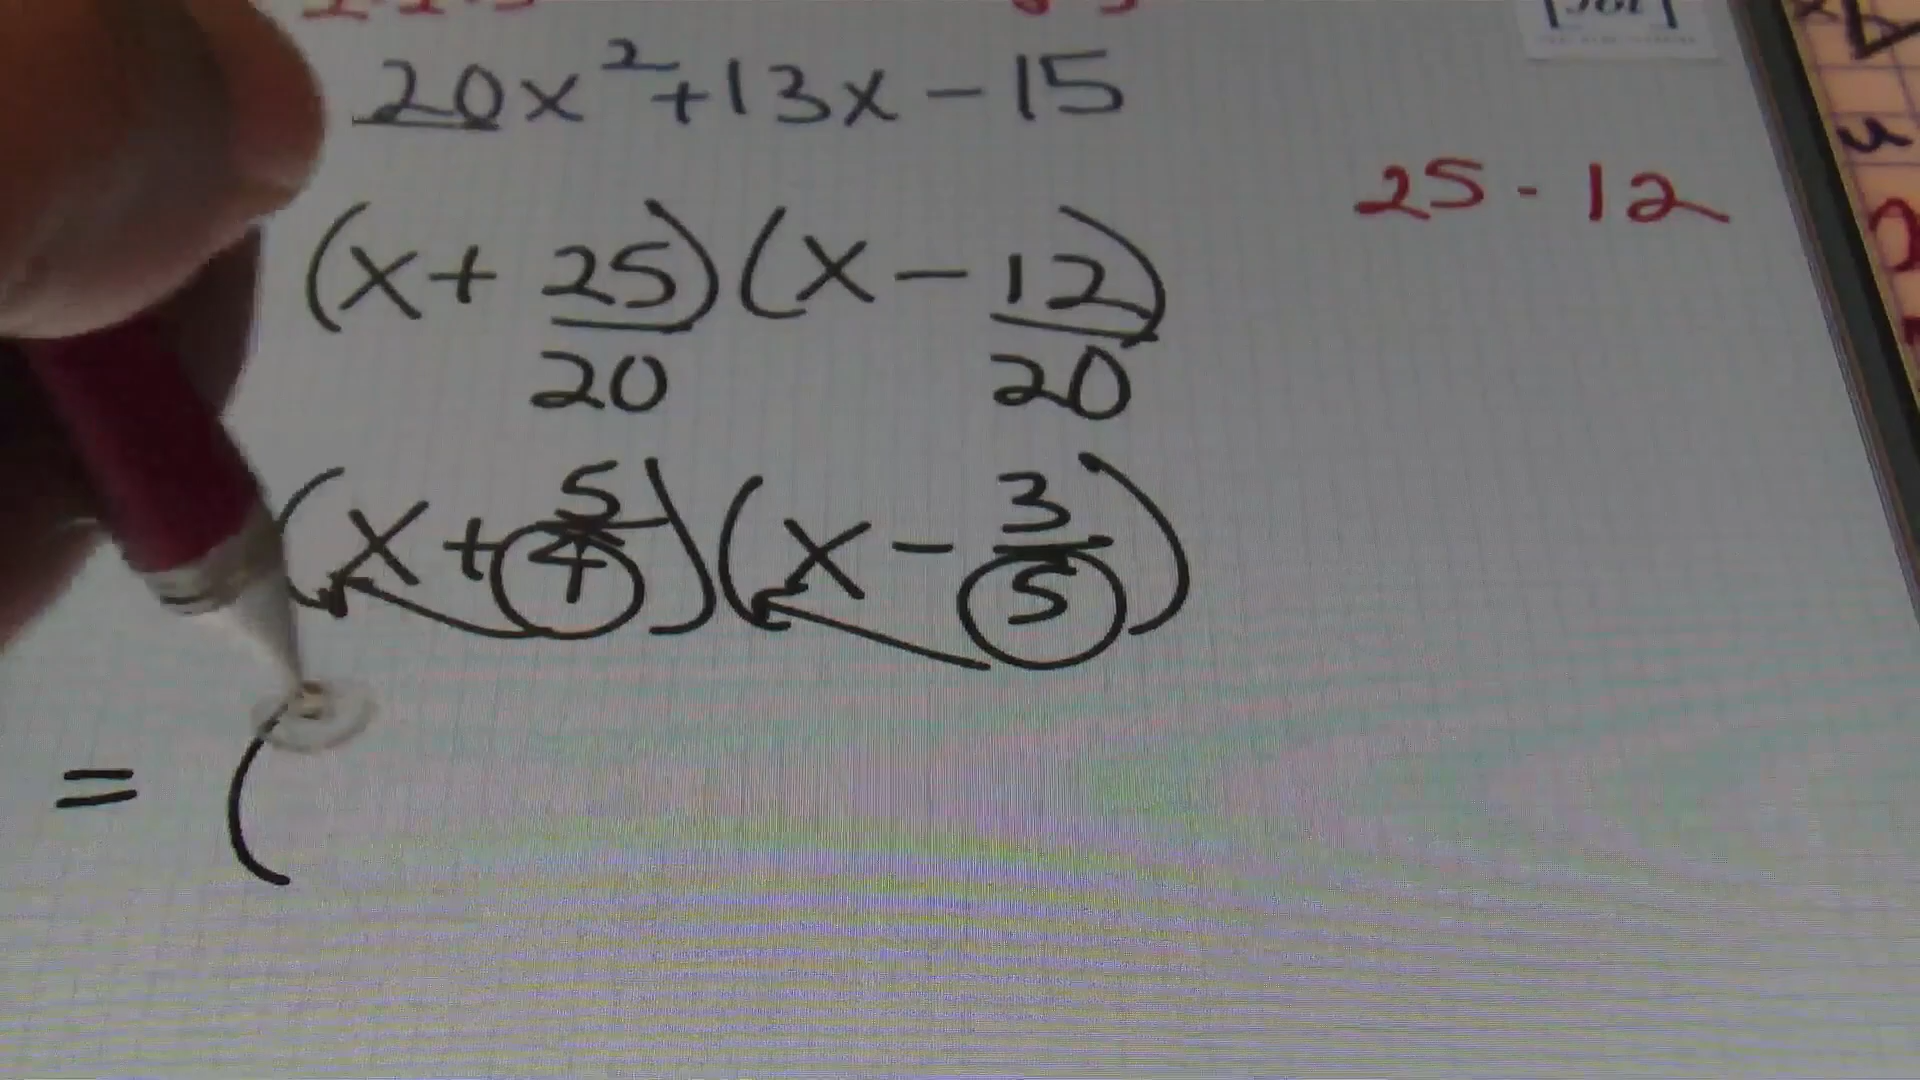 20x²+13x-15
25 - 12
(x+ 25/20)(x- 12/20)
(x+ 5/4)(x- 3/5)
= (